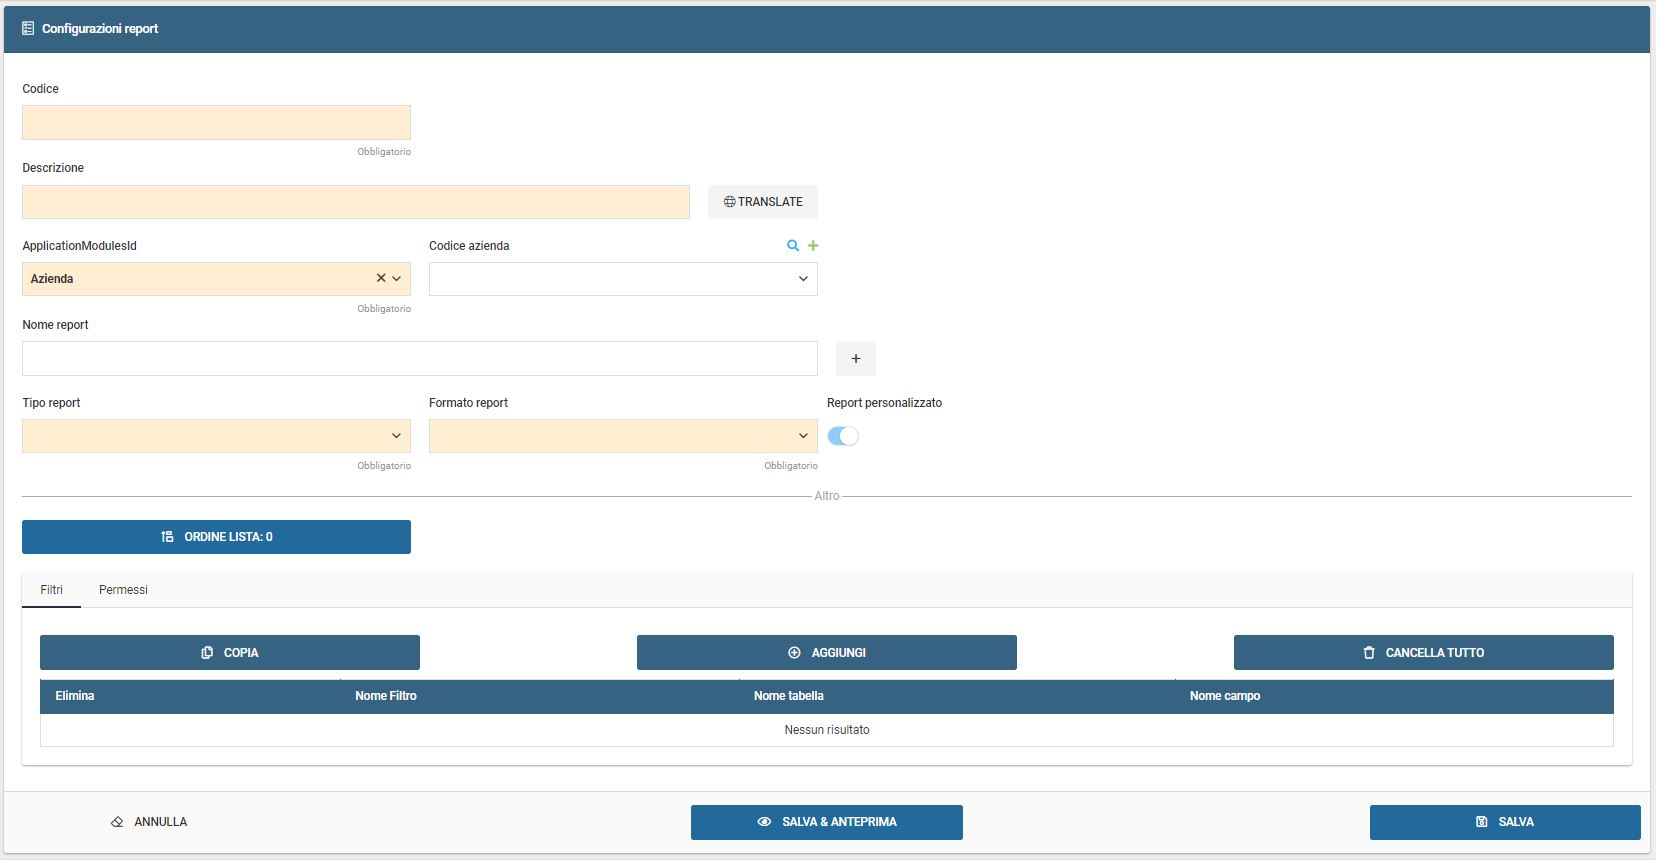 Configurazioni report
Codice
Obbligatorio
Descrizione
TRANSLATE
ApplicationModulesId
Codice azienda
Azienda
Obbligatorio
Nome report
+
Tipo report
Formato report
Report personalizzato
Obbligatorio
Obbligatorio
Altro
ORDINE LISTA: 0
Filtri
Permessi
COPIA
AGGIUNGI
CANCELLA TUTTO
Elimina
Nome Filtro
Nome tabella
Nome campo
Nessun risultato
ANNULLA
SALVA & ANTEPRIMA
SALVA